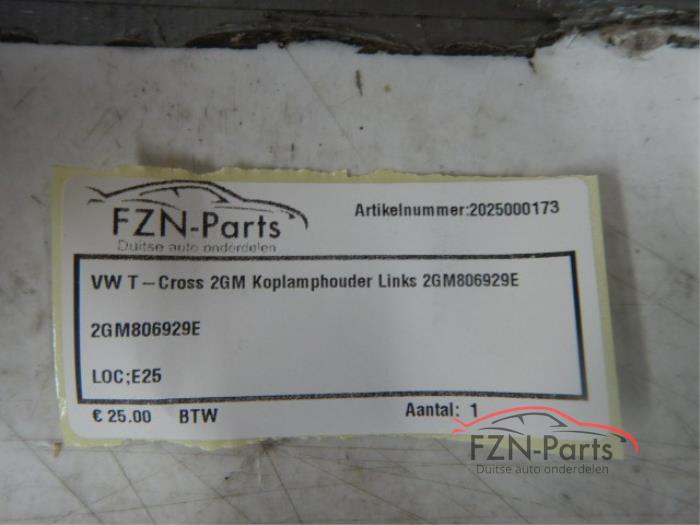 FZN-Parts
Duitse auto onderdelen
Artikelnummer:2025000173
VW T-Cross 2GM Koplamphouder Links 2GM806929E
2GM806929E
LOC;E25
€ 25.00 BTW
Aantal: 1
FZN-Parts
Duitse auto onderdelen